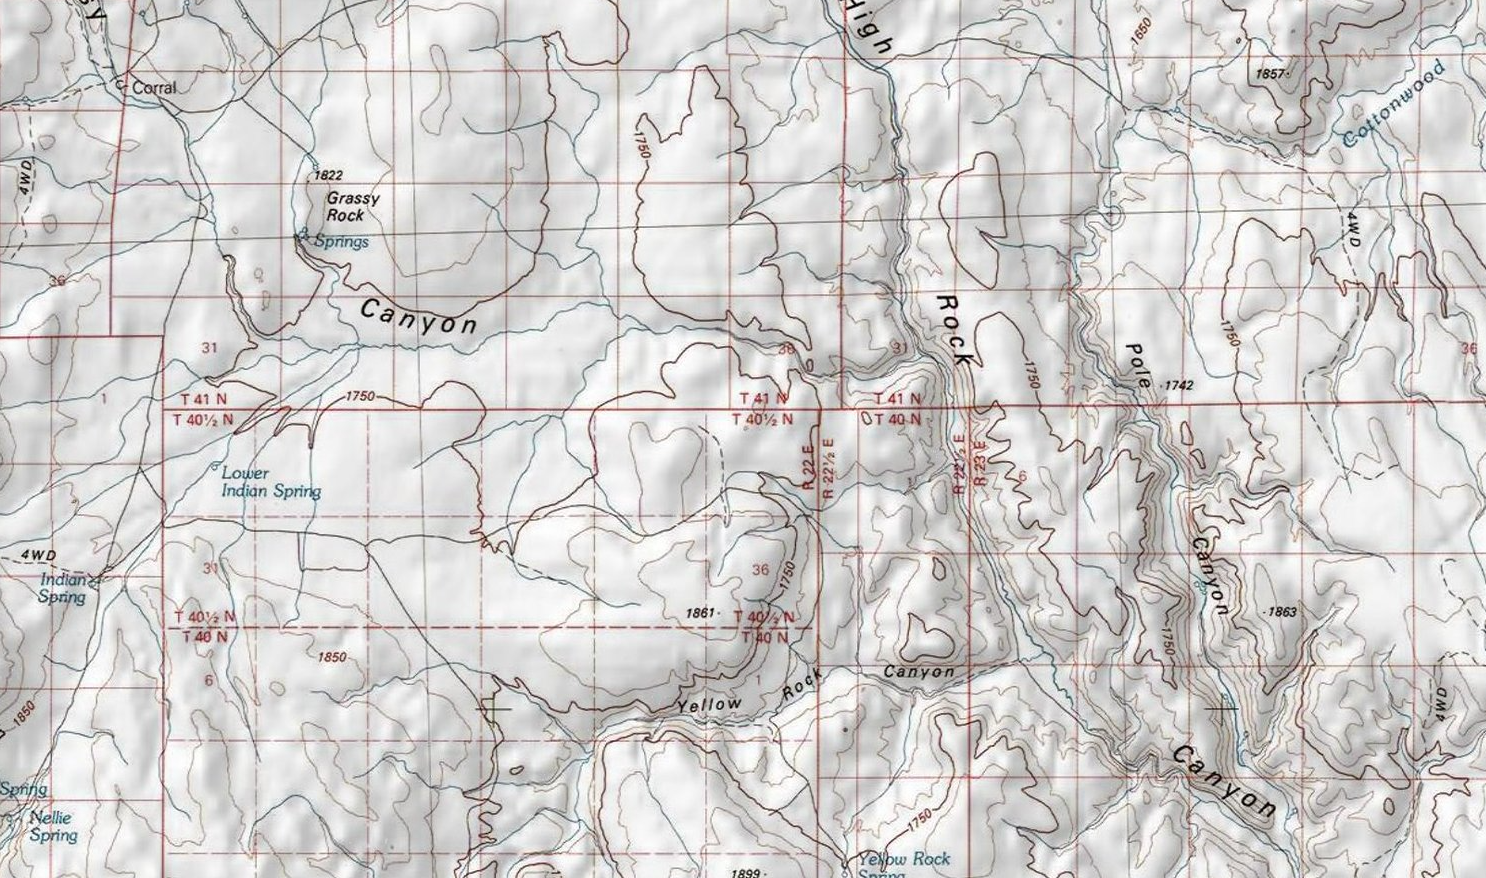 High
1650
1857
Cottonwood
Corral
4WD
1750
1822
Grassy
Rock
Springs
4WD
36
Canyon
Rock
1750
31
36
31
36
Pole
1742
1750
1
T 41 N
1750
T 41 N
T 41 N
T 40½ N
T 40½ N
T 40 N
R 22 E
R 22½ E
R 22½ E
R 23 E
6
Lower
Indian Spring
4WD
Indian
Spring
31
36
1750
Canyon
1863
1861
T 40½ N
T 40½ N
T 40 N
T 40 N
1750
1850
6
1
Yellow
Rock
Canyon
1850
4WD
Canyon
Spring
Nellie
Spring
1750
Yellow Rock
Spring
1899